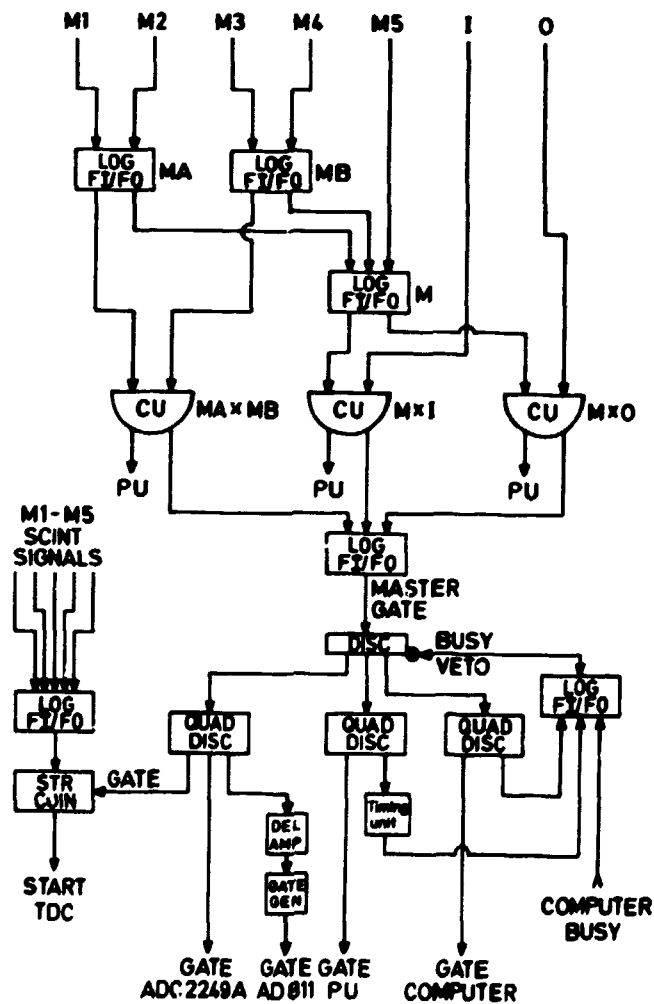 M1 M2 M3 M4 M5 I O
LOG
FI/FO
MA
LOG
FI/FO
MB
LOG
FI/FO
M
CU
MA×MB
CU
M×I
CU
M×O
PU
PU
PU
M1-M5
SCINT
SIGNALS
LOG
FI/FO
MASTER
GATE
DISC
BUSY
VETO
LOG
FI/FO
LOG
FI/FO
QUAD
DISC
QUAD
DISC
QUAD
DISC
STR
COIN
GATE
DEL
AMP
Timing
unit
GATE
GEN
START
TDC
COMPUTER
BUSY
GATE
ADC.2249A
GATE
AD811
GATE
PU
GATE
COMPUTER